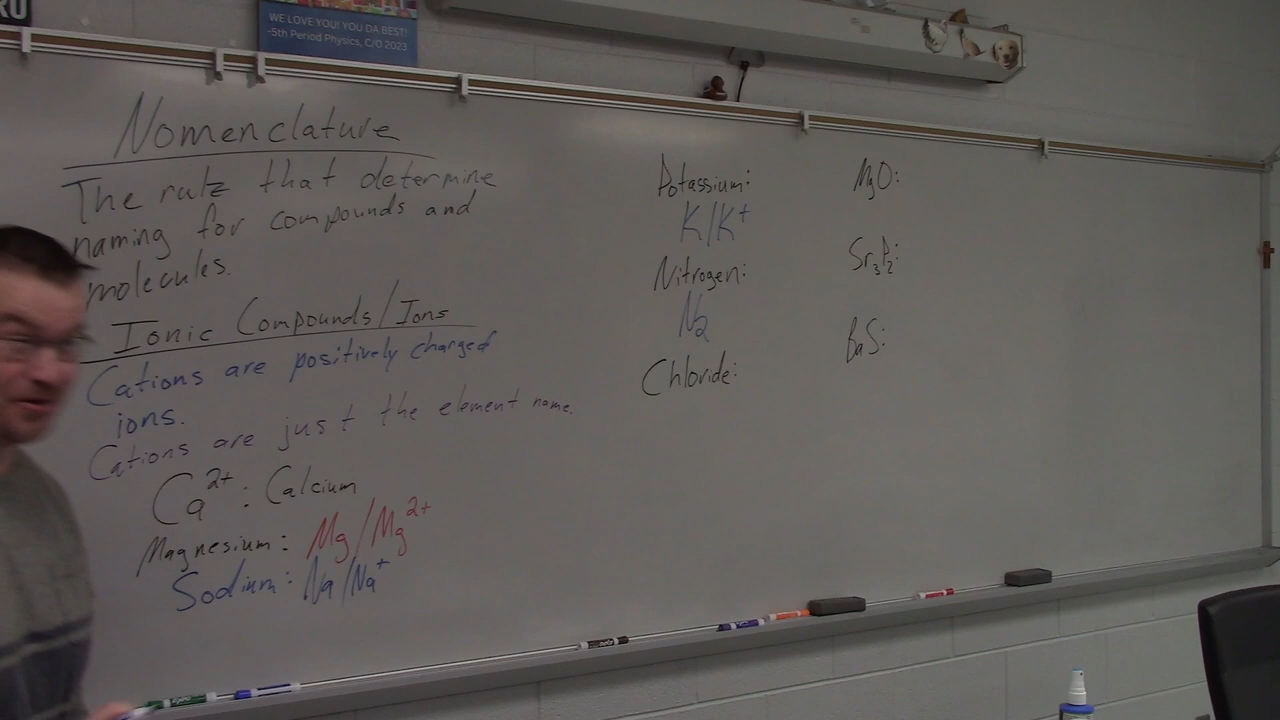 RU
WE LOVE YOU! YOU DA BEST!
-5th Period Physics, C/O 2023
Nomenclature
The rule that determine
naming for compounds and
molecules.
Ionic Compounds/Ions
Cations are positively charged
ions.
Cations are just the element name.
Ca²⁺: Calcium
Magnesium: Mg/Mg²⁺
Sodium: Na/Na⁺
Potassium:
K/K⁺
Nitrogen:
N₂
Chloride:
MgO:
Sr₃P₂:
BaS: